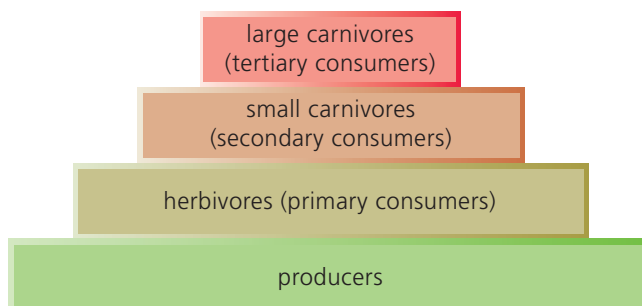 large carnivores
(tertiary consumers)
small carnivores
(secondary consumers)
herbivores (primary consumers)
producers